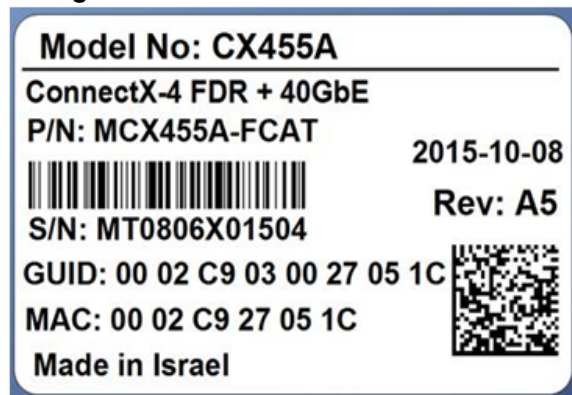 Model No: CX455A
ConnectX-4 FDR + 40GbE
P/N: MCX455A-FCAT
2015-10-08
Rev: A5
S/N: MT0806X01504
GUID: 00 02 C9 03 00 27 05 1C
MAC: 00 02 C9 27 05 1C
Made in Israel